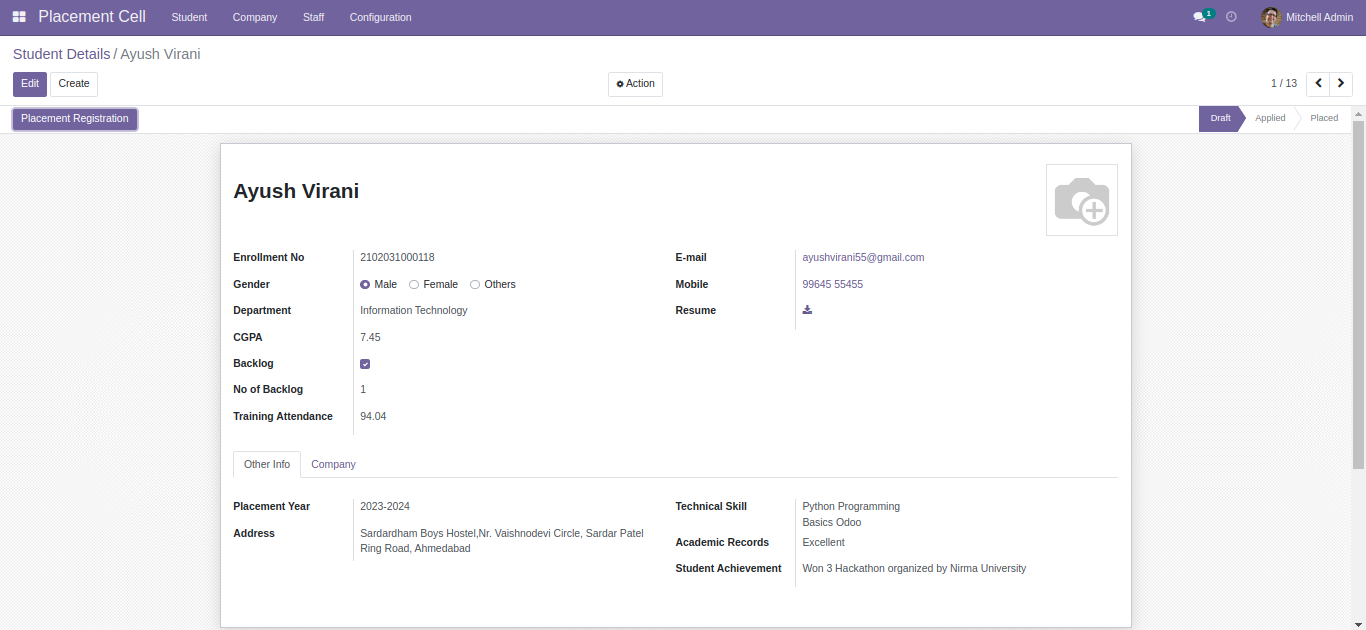 Placement Cell Student Company Staff Configuration 1 Mitchell Admin
Student Details / Ayush Virani
Edit Create Action 1 / 13
Placement Registration Draft Applied Placed
Ayush Virani
Enrollment No 2102031000118 E-mail ayushvirani55@gmail.com
Gender Male Female Others Mobile 99645 55455
Department Information Technology Resume
CGPA 7.45
Backlog
No of Backlog 1
Training Attendance 94.04
Other Info Company
Placement Year 2023-2024 Technical Skill Python Programming
Basics Odoo
Address Sardardham Boys Hostel,Nr. Vaishnodevi Circle, Sardar Patel
Ring Road, Ahmedabad
Academic Records Excellent
Student Achievement Won 3 Hackathon organized by Nirma University